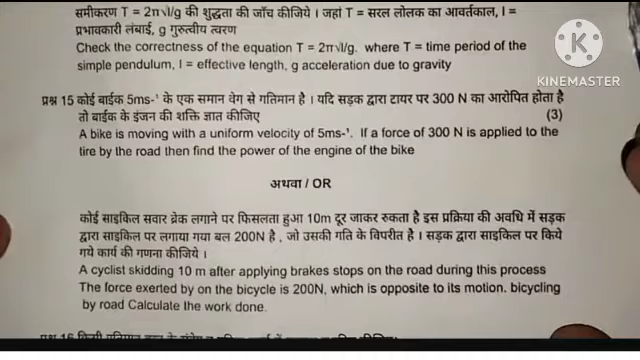 समीकरण T = 2π√l/g की शुद्धता की जाँच कीजिये । जहां T = सरल लोलक का आवर्तकाल, l =
प्रभावकारी लंबाई, g गुरुत्वीय त्वरण
Check the correctness of the equation T = 2π√l/g. where T = time period of the
simple pendulum, l = effective length, g acceleration due to gravity
KINEMASTER
प्रश्न 15 कोई बाईक 5ms-¹ के एक समान वेग से गतिमान है । यदि सड़क द्वारा टायर पर 300 N का आरोपित होता है
तो बाईक के इंजन की शक्ति ज्ञात कीजिए (3)
A bike is moving with a uniform velocity of 5ms-¹. If a force of 300 N is applied to the
tire by the road then find the power of the engine of the bike
अथवा / OR
कोई साइकिल सवार ब्रेक लगाने पर फिसलता हुआ 10m दूर जाकर रुकता है इस प्रक्रिया की अवधि में सड़क
द्वारा साइकिल पर लगाया गया बल 200N है , जो उसकी गति के विपरीत है । सड़क द्वारा साइकिल पर किये
गये कार्य की गणना कीजिये ।
A cyclist skidding 10 m after applying brakes stops on the road during this process
The force exerted by on the bicycle is 200N, which is opposite to its motion. bicycling
by road Calculate the work done.